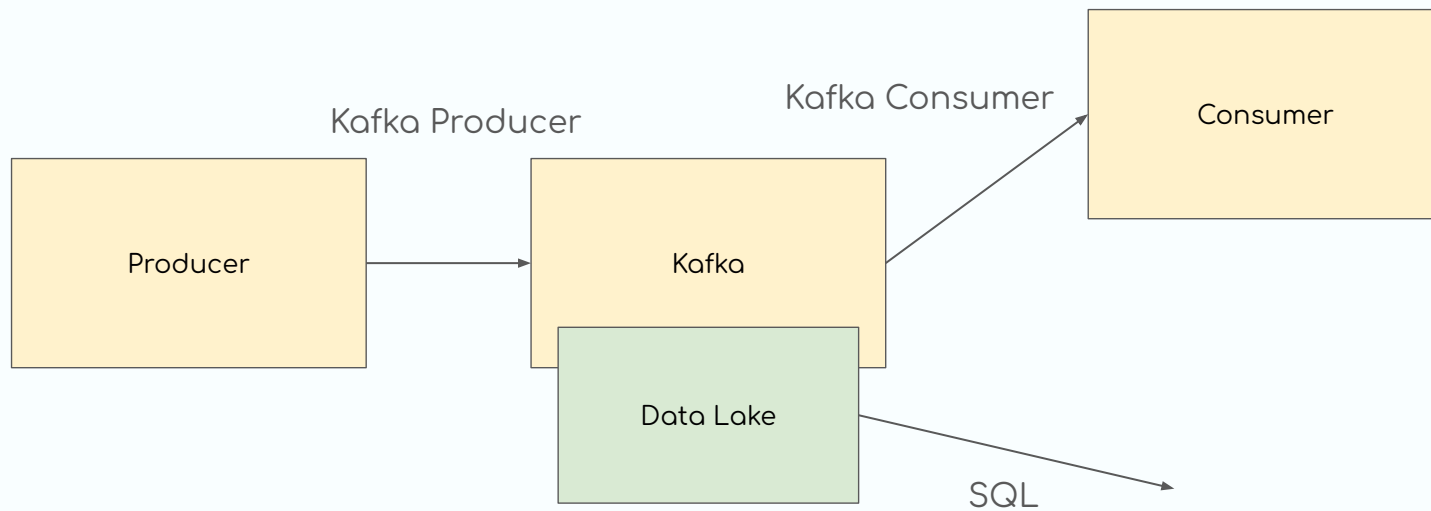 Kafka Producer
Kafka Consumer
Consumer
Producer
Kafka
Data Lake
SQL